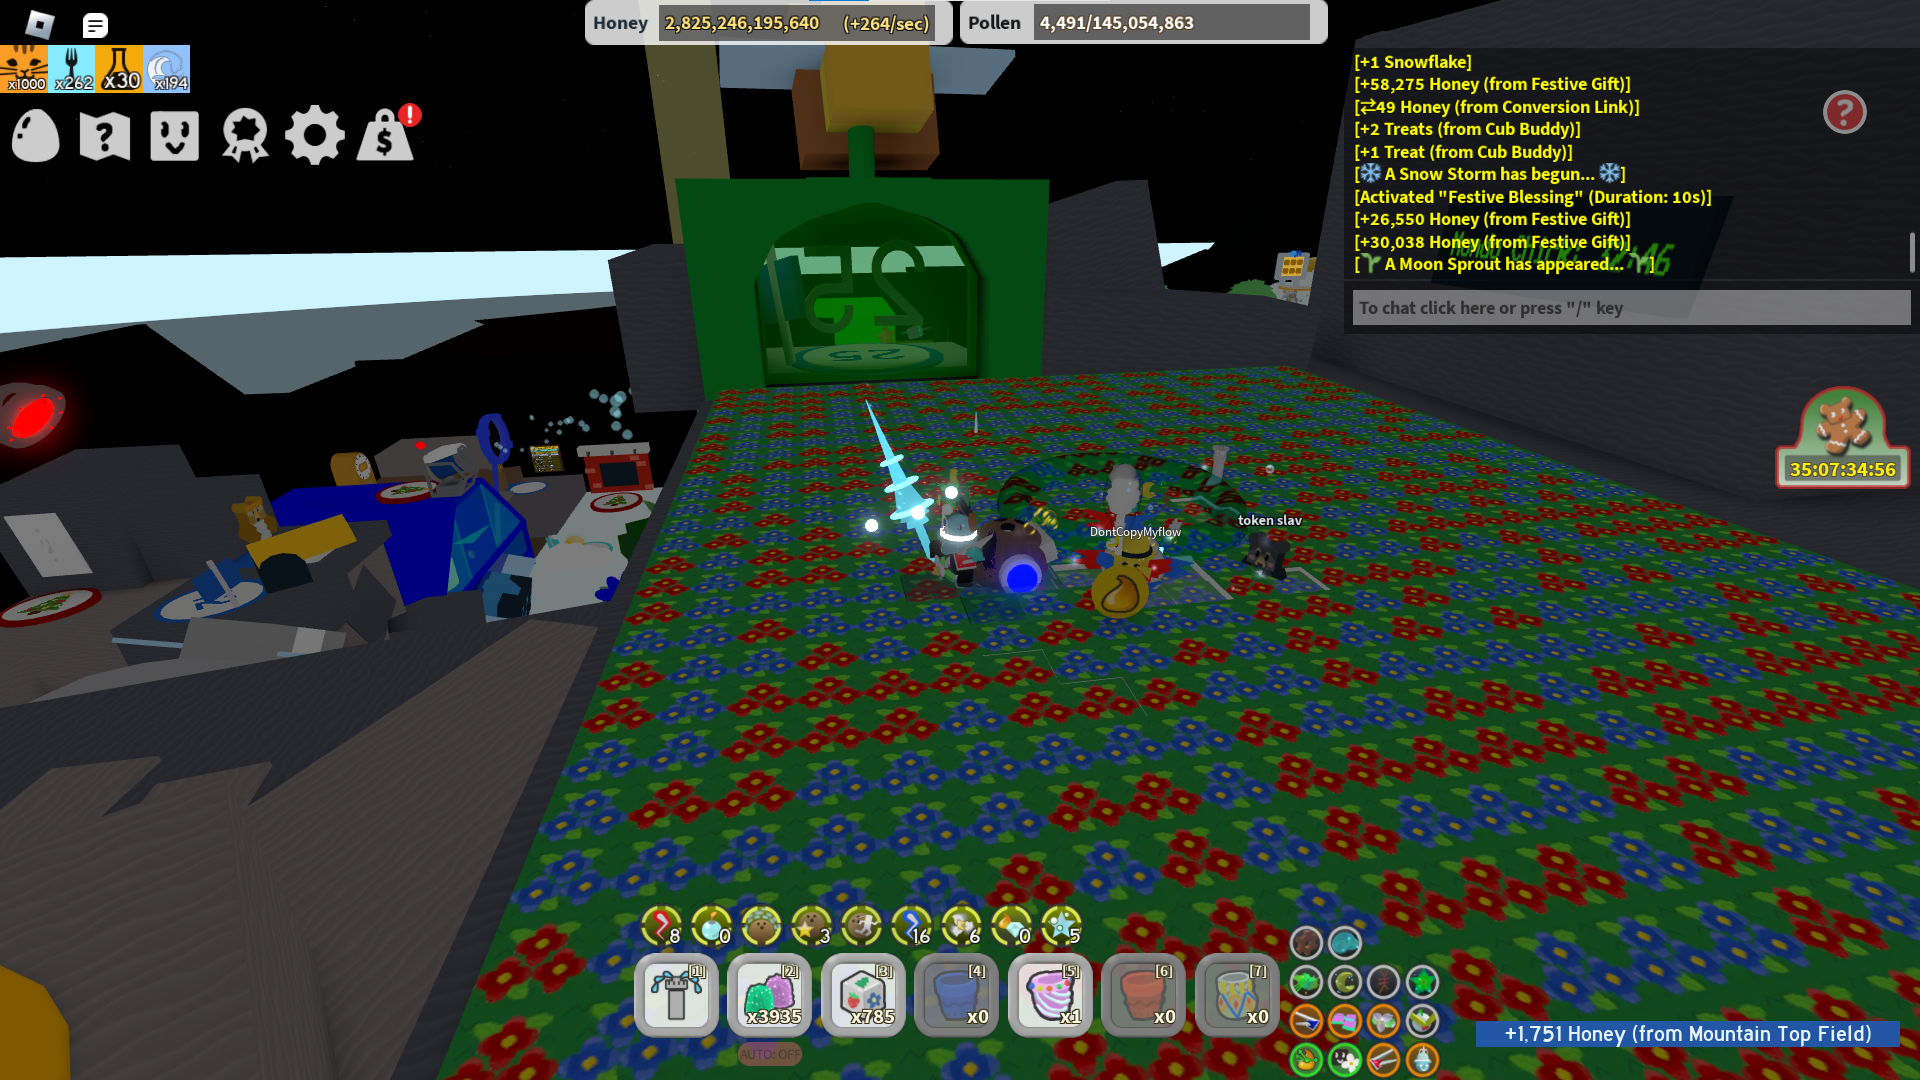 Honey 2,825,246,195,640 (+264/sec)
Pollen 4,491/145,054,863
x1000 x262 x30 x194
[+1 Snowflake]
[+58,275 Honey (from Festive Gift)]
[⇄49 Honey (from Conversion Link)]
[+2 Treats (from Cub Buddy)]
[+1 Treat (from Cub Buddy)]
[❄️ A Snow Storm has begun... ❄️]
[Activated "Festive Blessing" (Duration: 10s)]
[+26,550 Honey (from Festive Gift)]
[+30,038 Honey (from Festive Gift)]
[🌱 A Moon Sprout has appeared... 🌱]
To chat click here or press "/" key
25
25
35:07:34:56
token slav
DontCopyMyflow
8 0 3 16 6 0 5
[1] [2] [3] [4] [5] [6] [7]
x3935 x785 x0 x1 x0 x0
AUTO: OFF
+1,751 Honey (from Mountain Top Field)